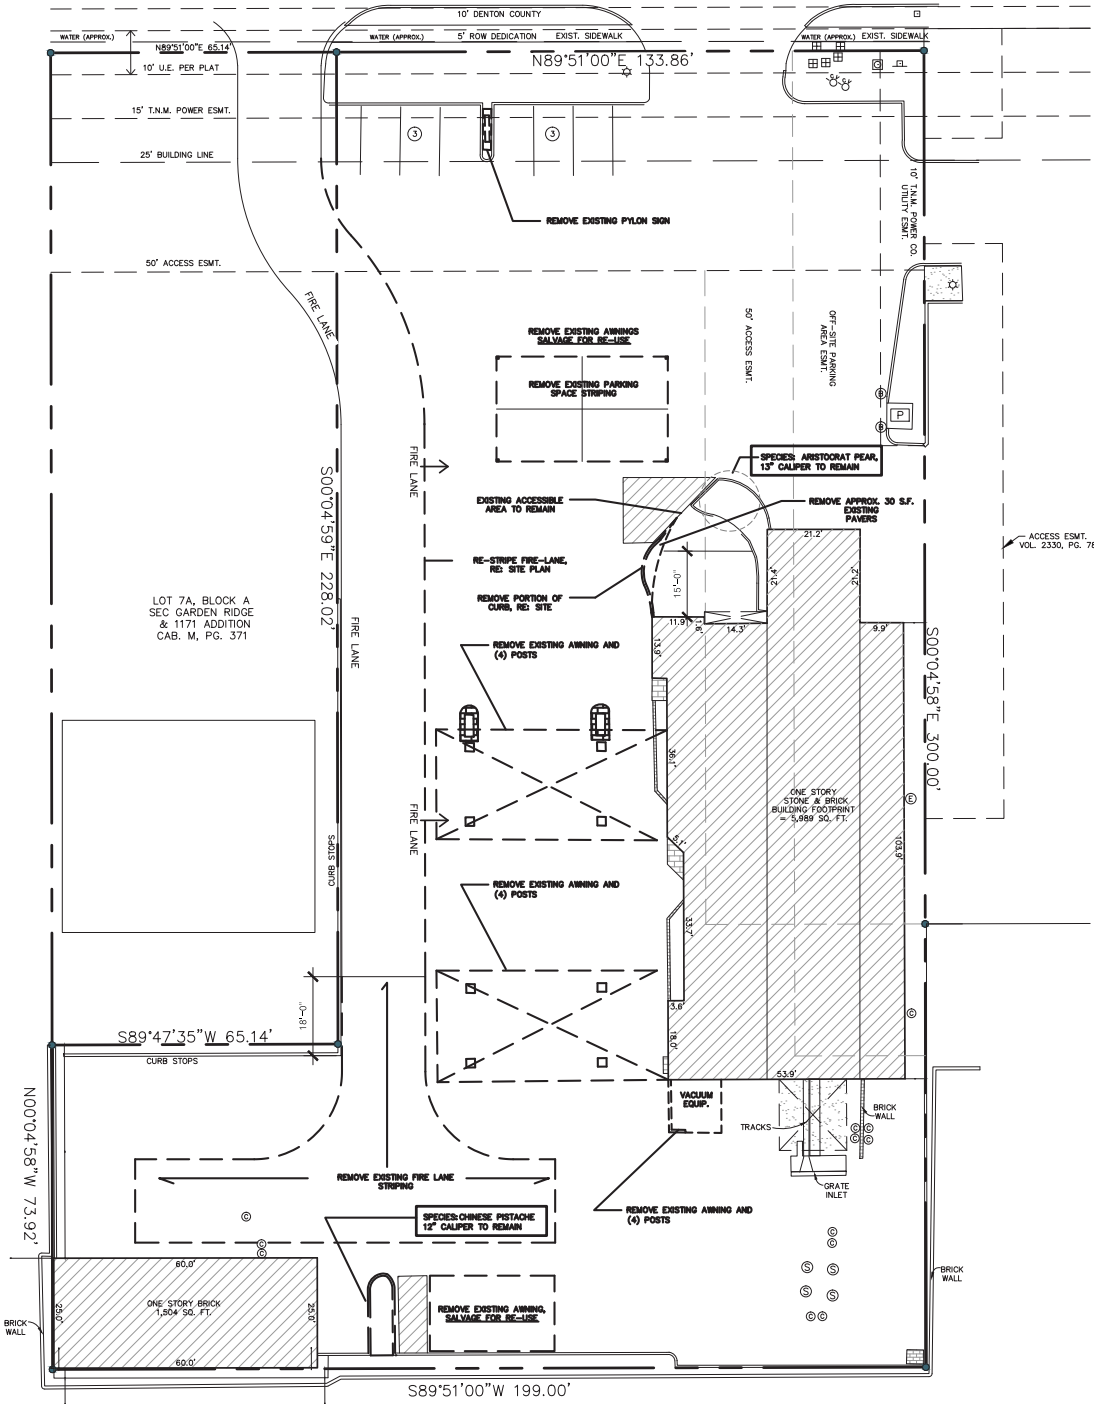 10' DENTON COUNTY
WATER (APPROX.)
WATER (APPROX.)
5' ROW DEDICATION
EXIST. SIDEWALK
WATER (APPROX.)
EXIST. SIDEWALK
N89°51'00"E 65.14'
N89°51'00"E 133.86'
10' U.E. PER PLAT
15' T.N.M. POWER ESMT.
3
3
25' BUILDING LINE
10' T.N.M. POWER CO.
UTILITY ESMT.
REMOVE EXISTING PYLON SIGN
50' ACCESS ESMT.
FIRE LANE
50' ACCESS ESMT.
OFF-SITE PARKING
AREA ESMT.
REMOVE EXISTING AWNINGS
SALVAGE FOR RE-USE
REMOVE EXISTING PARKING
SPACE STRIPING
P
FIRE LANE
SPECIES: ARISTOCRAT PEAR,
13" CALIPER TO REMAIN
EXISTING ACCESSIBLE
AREA TO REMAIN
REMOVE APPROX. 30 S.F.
EXISTING
PAVERS
21.2'
ACCESS ESMT.
VOL. 2330, PG. 78
S00°04'59"E 228.02'
RE-STRIPE FIRE-LANE,
RE: SITE PLAN
15'-0"
21.4'
21.2'
REMOVE PORTION OF
CURB, RE: SITE
LOT 7A, BLOCK A
SEC GARDEN RIDGE
& 1171 ADDITION
CAB. M, PG. 371
FIRE LANE
11.9'
1.6'
14.3'
9.9'
13.9'
REMOVE EXISTING AWNING AND
(4) POSTS
S00°04'58"E 300.00'
36.1'
ONE STORY
STONE & BRICK
BUILDING FOOTPRINT
= 5,989 SQ. FT.
E
FIRE LANE
CURB STOPS
5.1'
103.9'
REMOVE EXISTING AWNING AND
(4) POSTS
33.7'
18'-0"
3.6'
C
S89°47'35"W 65.14'
CURB STOPS
18.0'
53.9'
VACUUM
EQUIP.
BRICK
WALL
TRACKS
C
C
C
C
N00°04'58"W 73.92'
REMOVE EXISTING FIRE LANE
STRIPING
GRATE
INLET
SPECIES:CHINESE PISTACHE
12" CALIPER TO REMAIN
REMOVE EXISTING AWNING AND
(4) POSTS
C
C
C
C
C
60.0'
S
S
S
S
BRICK
WALL
25.0'
ONE STORY BRICK
1,504 SQ. FT.
25.0'
REMOVE EXISTING AWNING,
SALVAGE FOR RE-USE
C
C
BRICK
WALL
60.0'
S89°51'00"W 199.00'